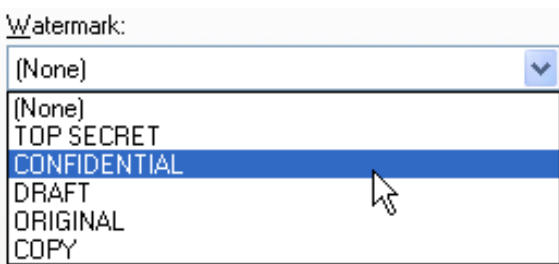 Watermark:
(None)
(None)
TOP SECRET
CONFIDENTIAL
DRAFT
ORIGINAL
COPY